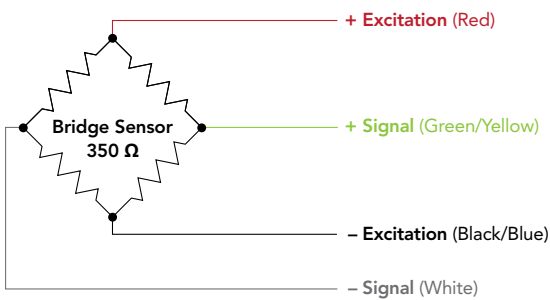 + Excitation (Red)
Bridge Sensor
350 Ω
+ Signal (Green/Yellow)
– Excitation (Black/Blue)
– Signal (White)